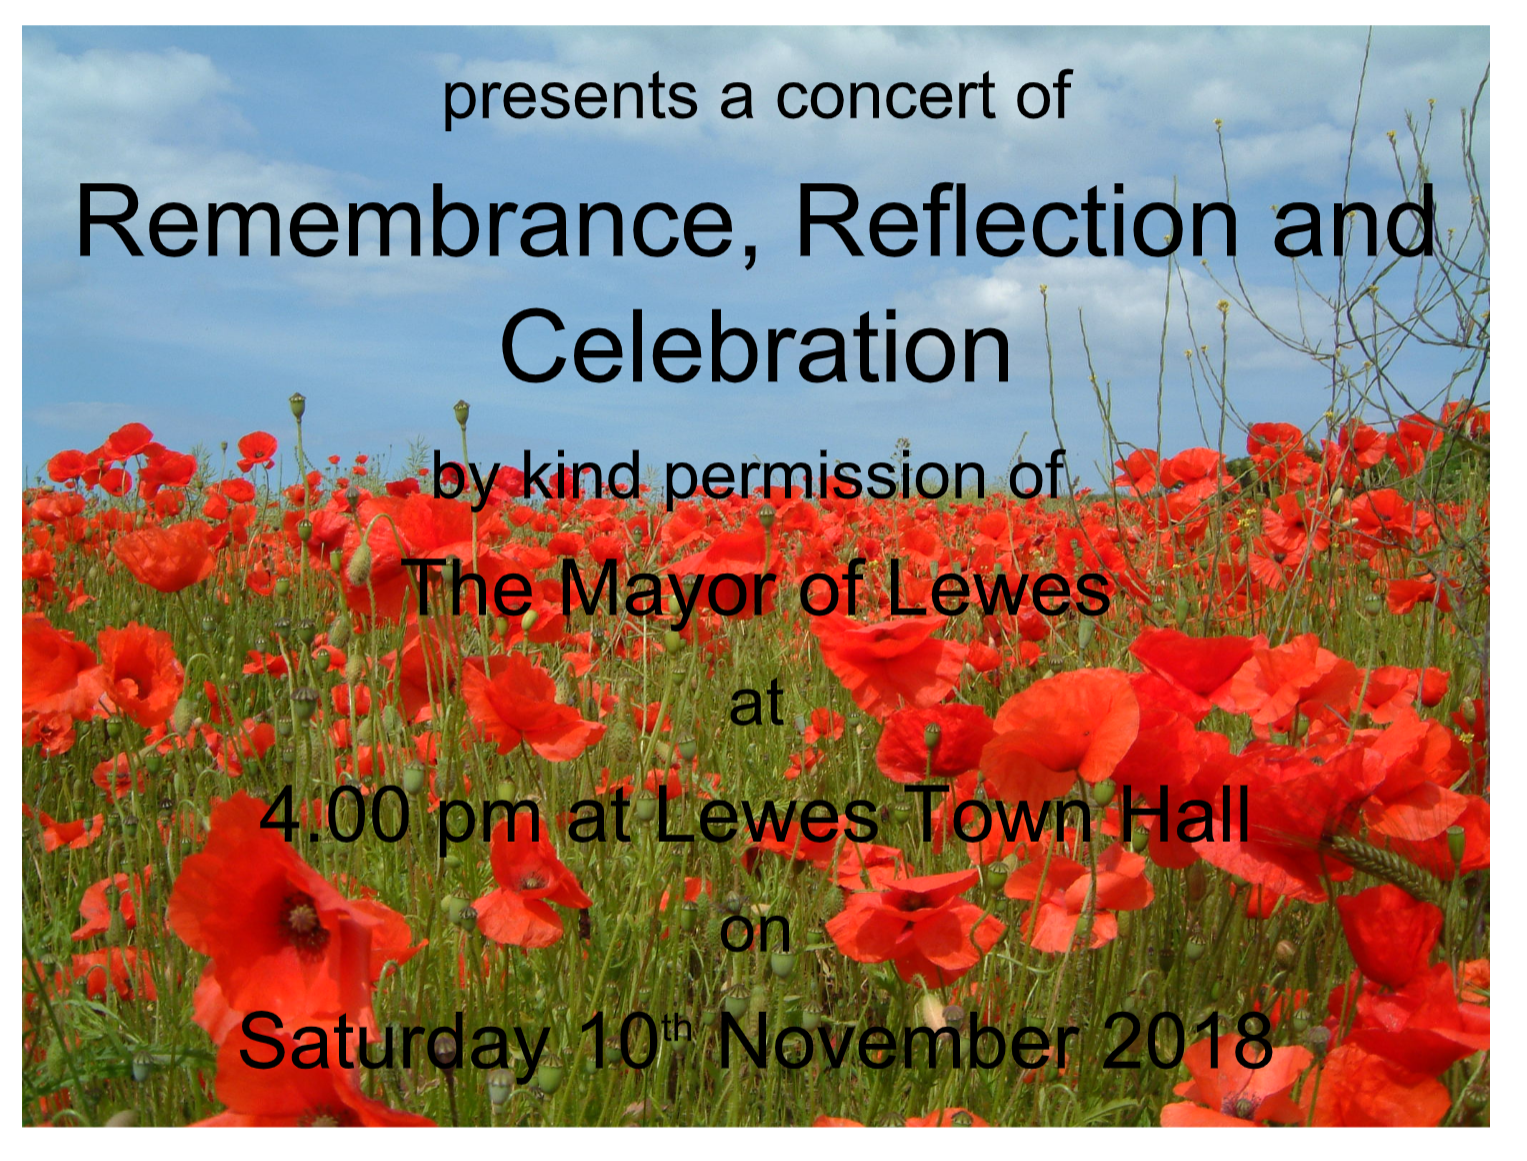 presents a concert of
Remembrance, Reflection and
Celebration
by kind permission of
The Mayor of Lewes
at
4.00 pm at Lewes Town Hall
on
Saturday 10th November 2018